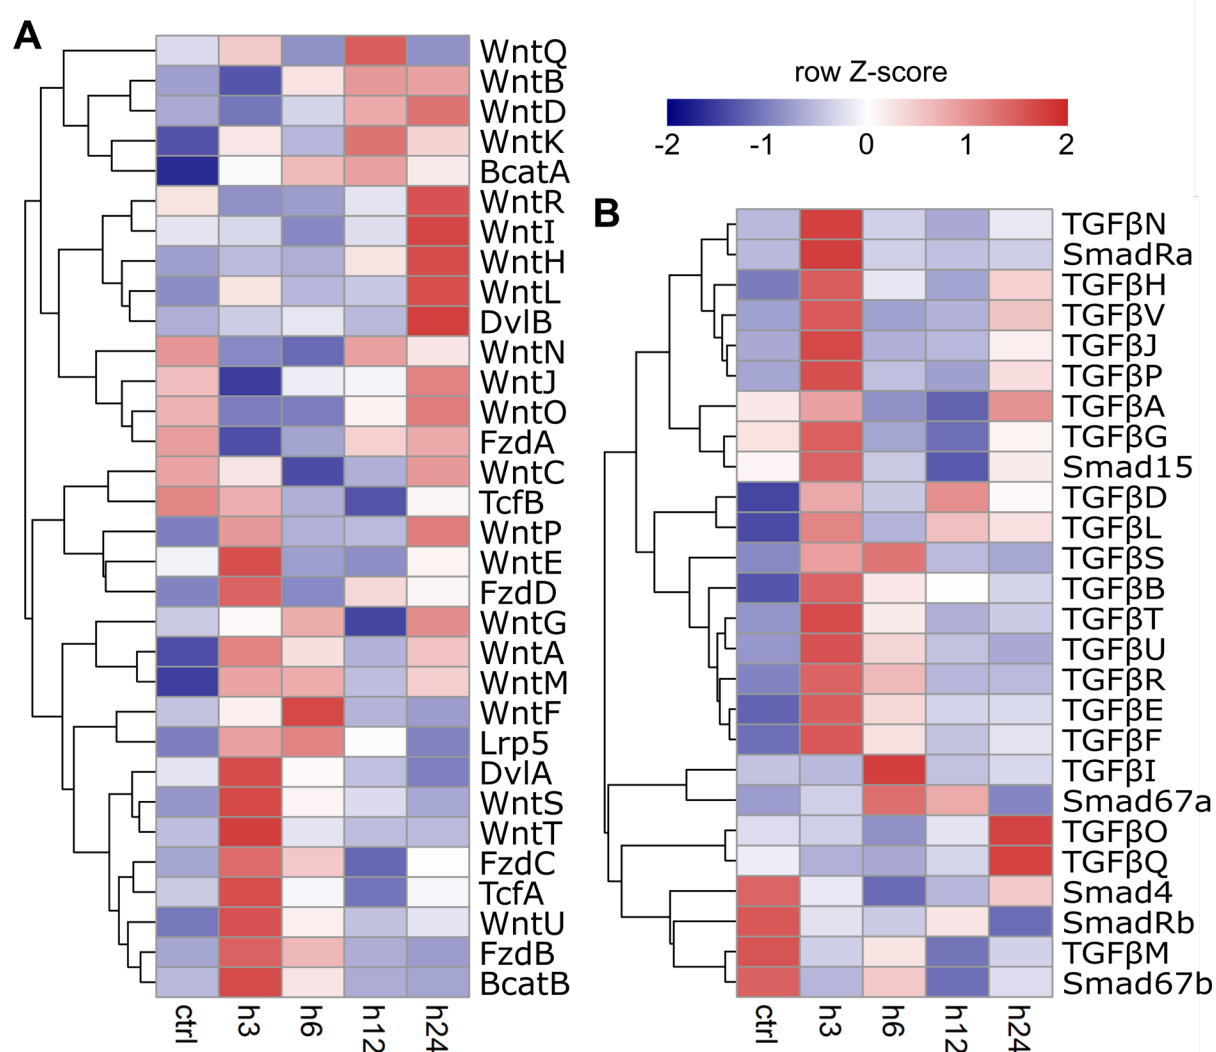 A
WntQ
WntB
WntD
WntK
BcatA
WntR
WntI
WntH
WntL
DvlB
WntN
WntJ
WntO
FzdA
WntC
TcfB
WntP
WntE
FzdD
WntG
WntA
WntM
WntF
Lrp5
DvlA
WntS
WntT
FzdC
TcfA
WntU
FzdB
BcatB
ctrl h3 h6 h12 h24
row Z-score
-2 -1 0 1 2
B
TGFβN
SmadRa
TGFβH
TGFβV
TGFβJ
TGFβP
TGFβA
TGFβG
Smad15
TGFβD
TGFβL
TGFβS
TGFβB
TGFβT
TGFβU
TGFβR
TGFβE
TGFβF
TGFβI
Smad67a
TGFβO
TGFβQ
Smad4
SmadRb
TGFβM
Smad67b
ctrl h3 h6 h12 h24